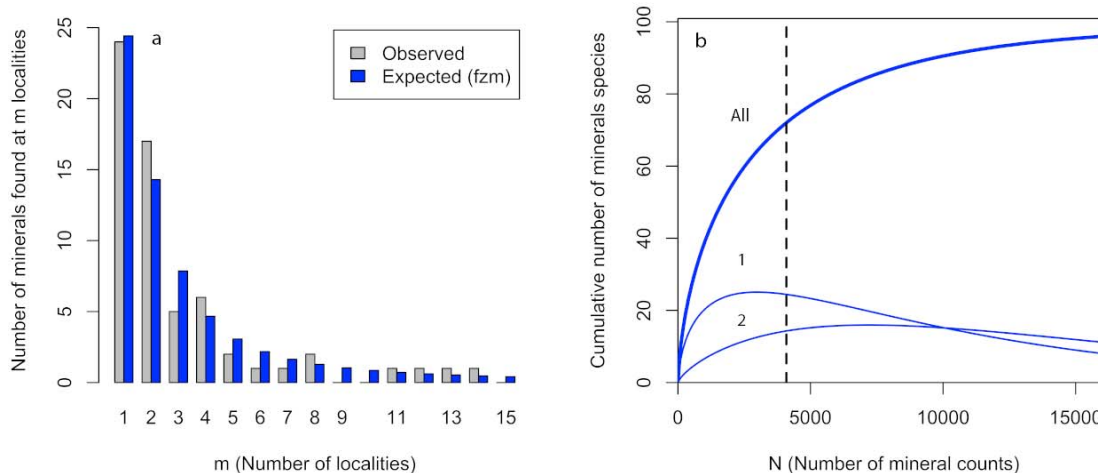 a
Observed
Expected (fzm)
Number of minerals found at m localities
25
20
15
10
5
0
1 2 3 4 5 6 7 8 9 11 13 15
m (Number of localities)
b
Cumulative number of minerals species
100
80
60
40
20
0
All
1
2
0 5000 10000 15000
N (Number of mineral counts)